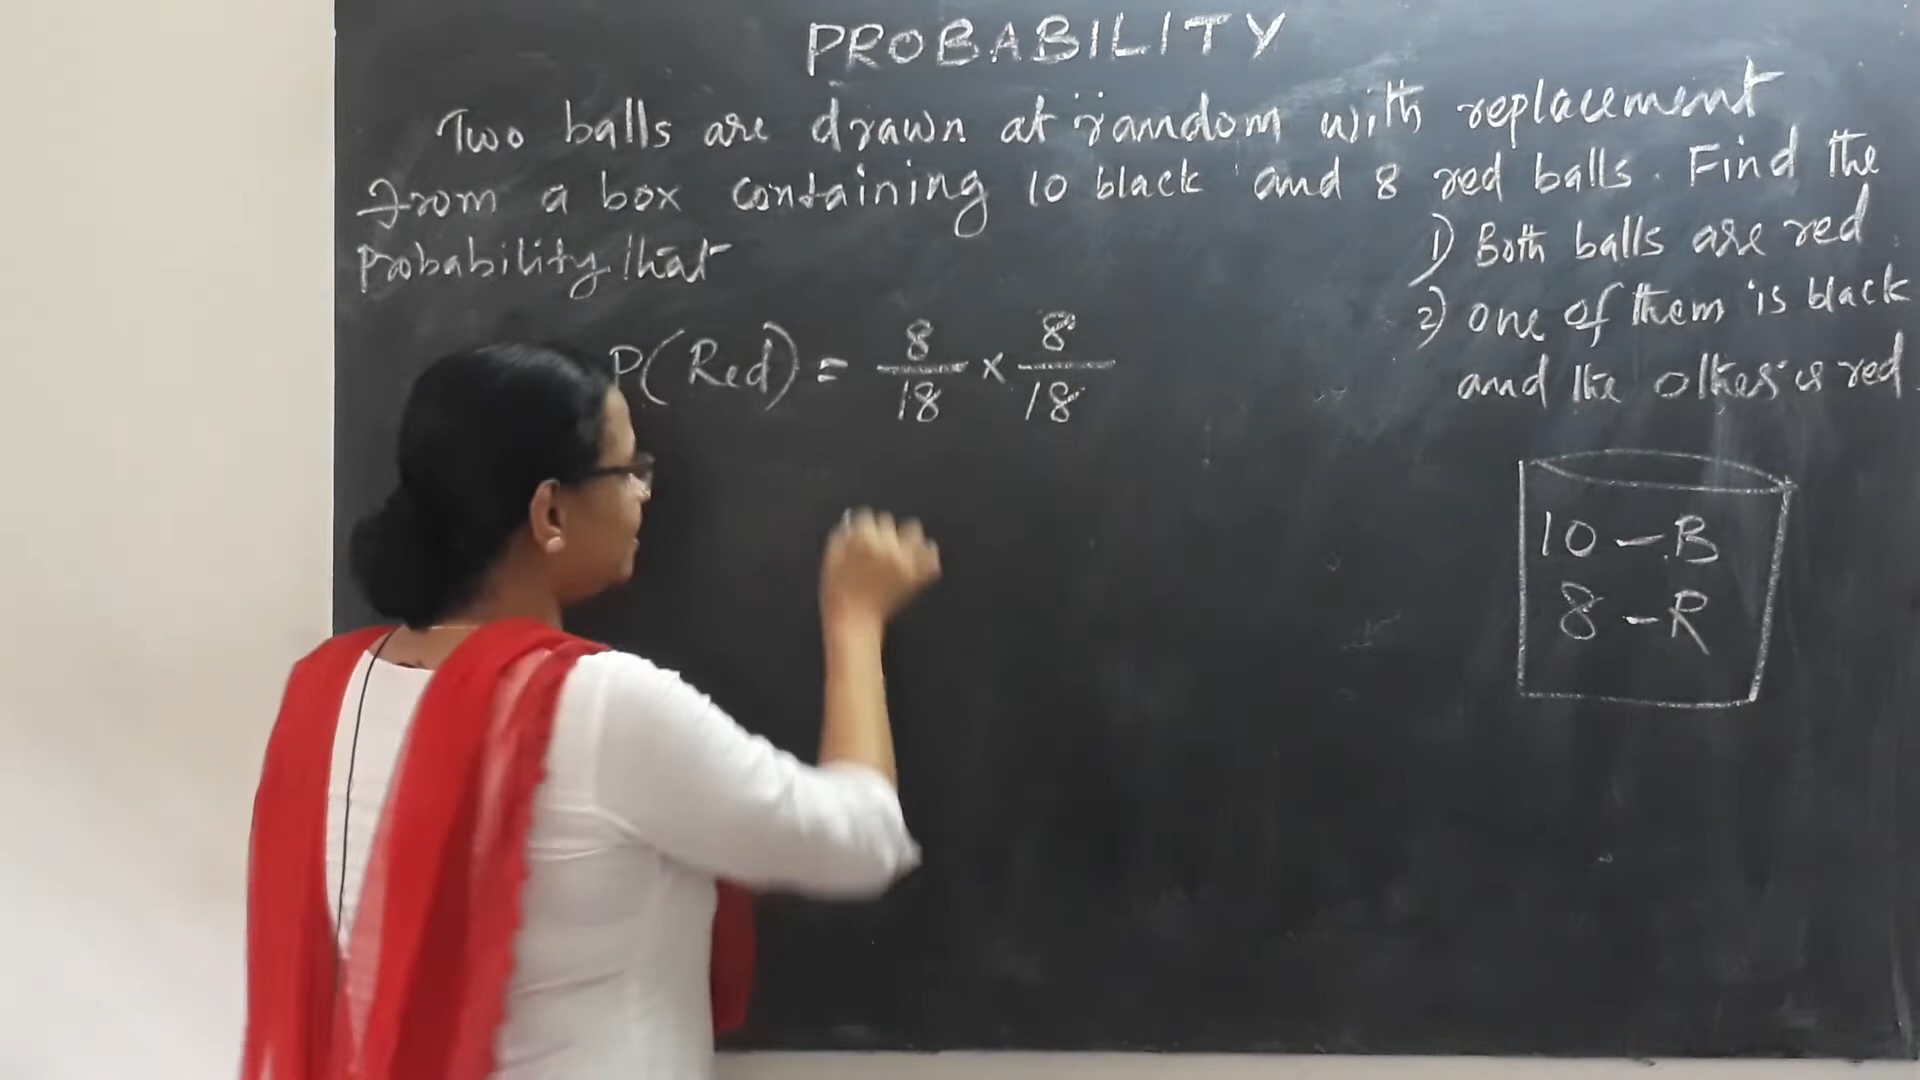 PROBABILITY
Two balls are drawn at random with replacement
from a box containing 10 black and 8 red balls. Find the
Probability that
1) Both balls are red.
2) one of them is black
and the other is red.
P(Red) = 8/18 × 8/18
10 - B
8 - R